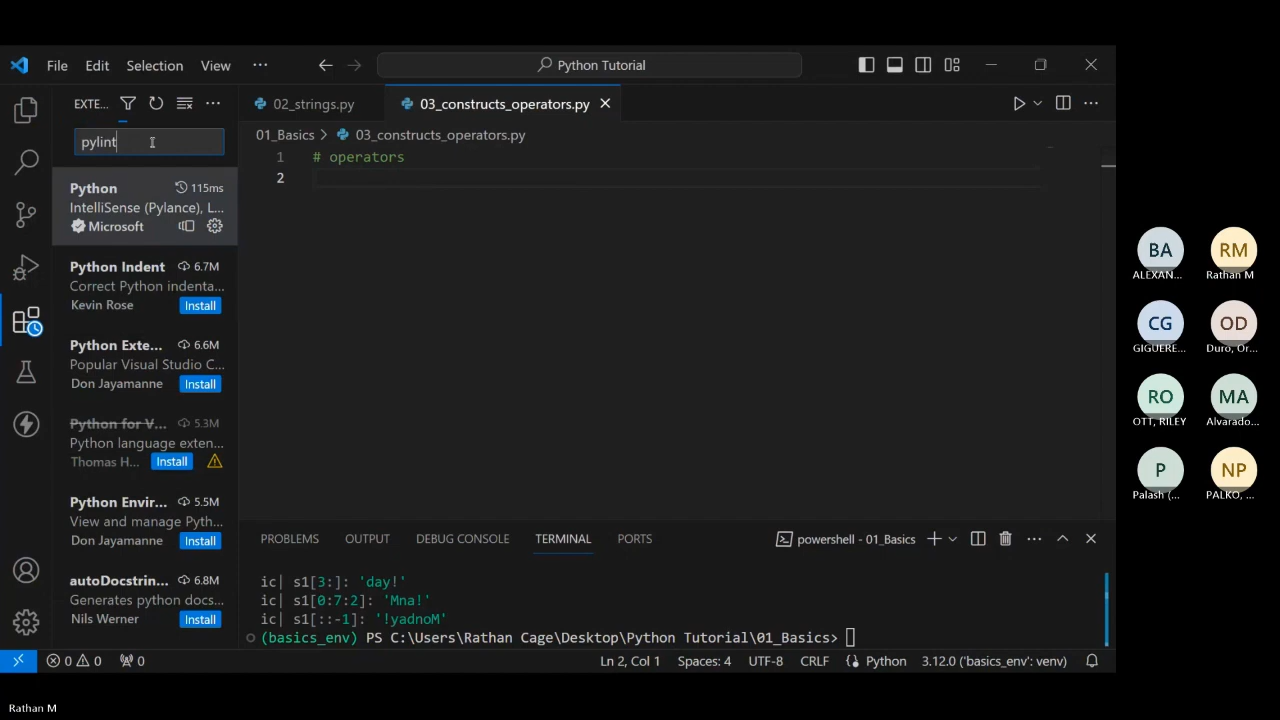 File Edit Selection View ··· Python Tutorial
EXTE... ···
pylint
Python 115ms
IntelliSense (Pylance), L...
Microsoft
Python Indent 6.7M
Correct Python indenta...
Kevin Rose Install
Python Exte... 6.6M
Popular Visual Studio C...
Don Jayamanne Install
Python for V... 5.3M
Python language exten...
Thomas H... Install
Python Envir... 5.5M
View and manage Pyth...
Don Jayamanne Install
autoDocstrin... 6.8M
Generates python docs...
Nils Werner Install
02_strings.py 03_constructs_operators.py
01_Basics > 03_constructs_operators.py
1 # operators
2
PROBLEMS OUTPUT DEBUG CONSOLE TERMINAL PORTS powershell - 01_Basics
ic| s1[3:]: 'day!'
ic| s1[0:7:2]: 'Mna!'
ic| s1[::-1]: '!yadnoM'
(basics_env) PS C:\Users\Rathan Cage\Desktop\Python Tutorial\01_Basics>
0 0 0 Ln 2, Col 1 Spaces: 4 UTF-8 CRLF Python 3.12.0 ('basics_env': venv)
BA RM
ALEXAN... Rathan M
CG OD
GIGUERE... Duro, Or...
RO MA
OTT, RILEY Alvarado...
P NP
Palash (... PALKO, ...
Rathan M